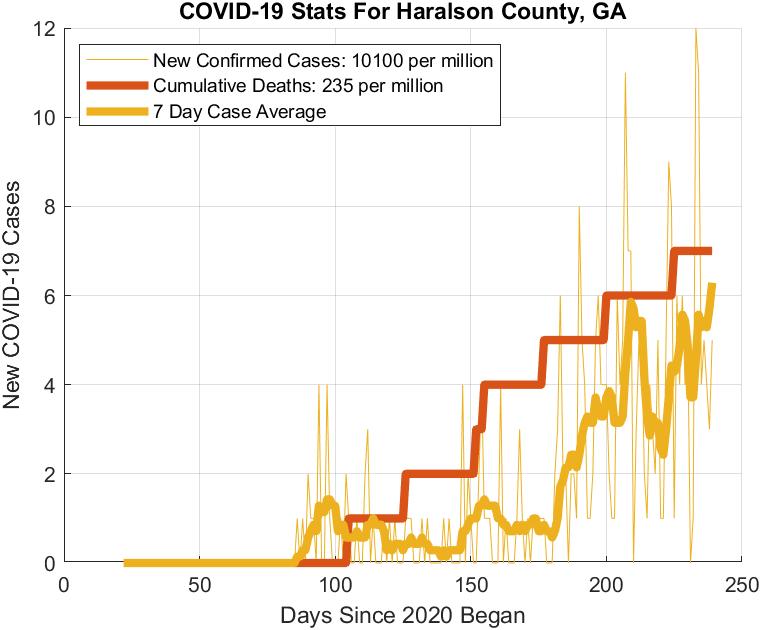 COVID-19 Stats For Haralson County, GA
New Confirmed Cases: 10100 per million
Cumulative Deaths: 235 per million
7 Day Case Average
12
10
8
6
4
2
0
New COVID-19 Cases
0 50 100 150 200 250
Days Since 2020 Began